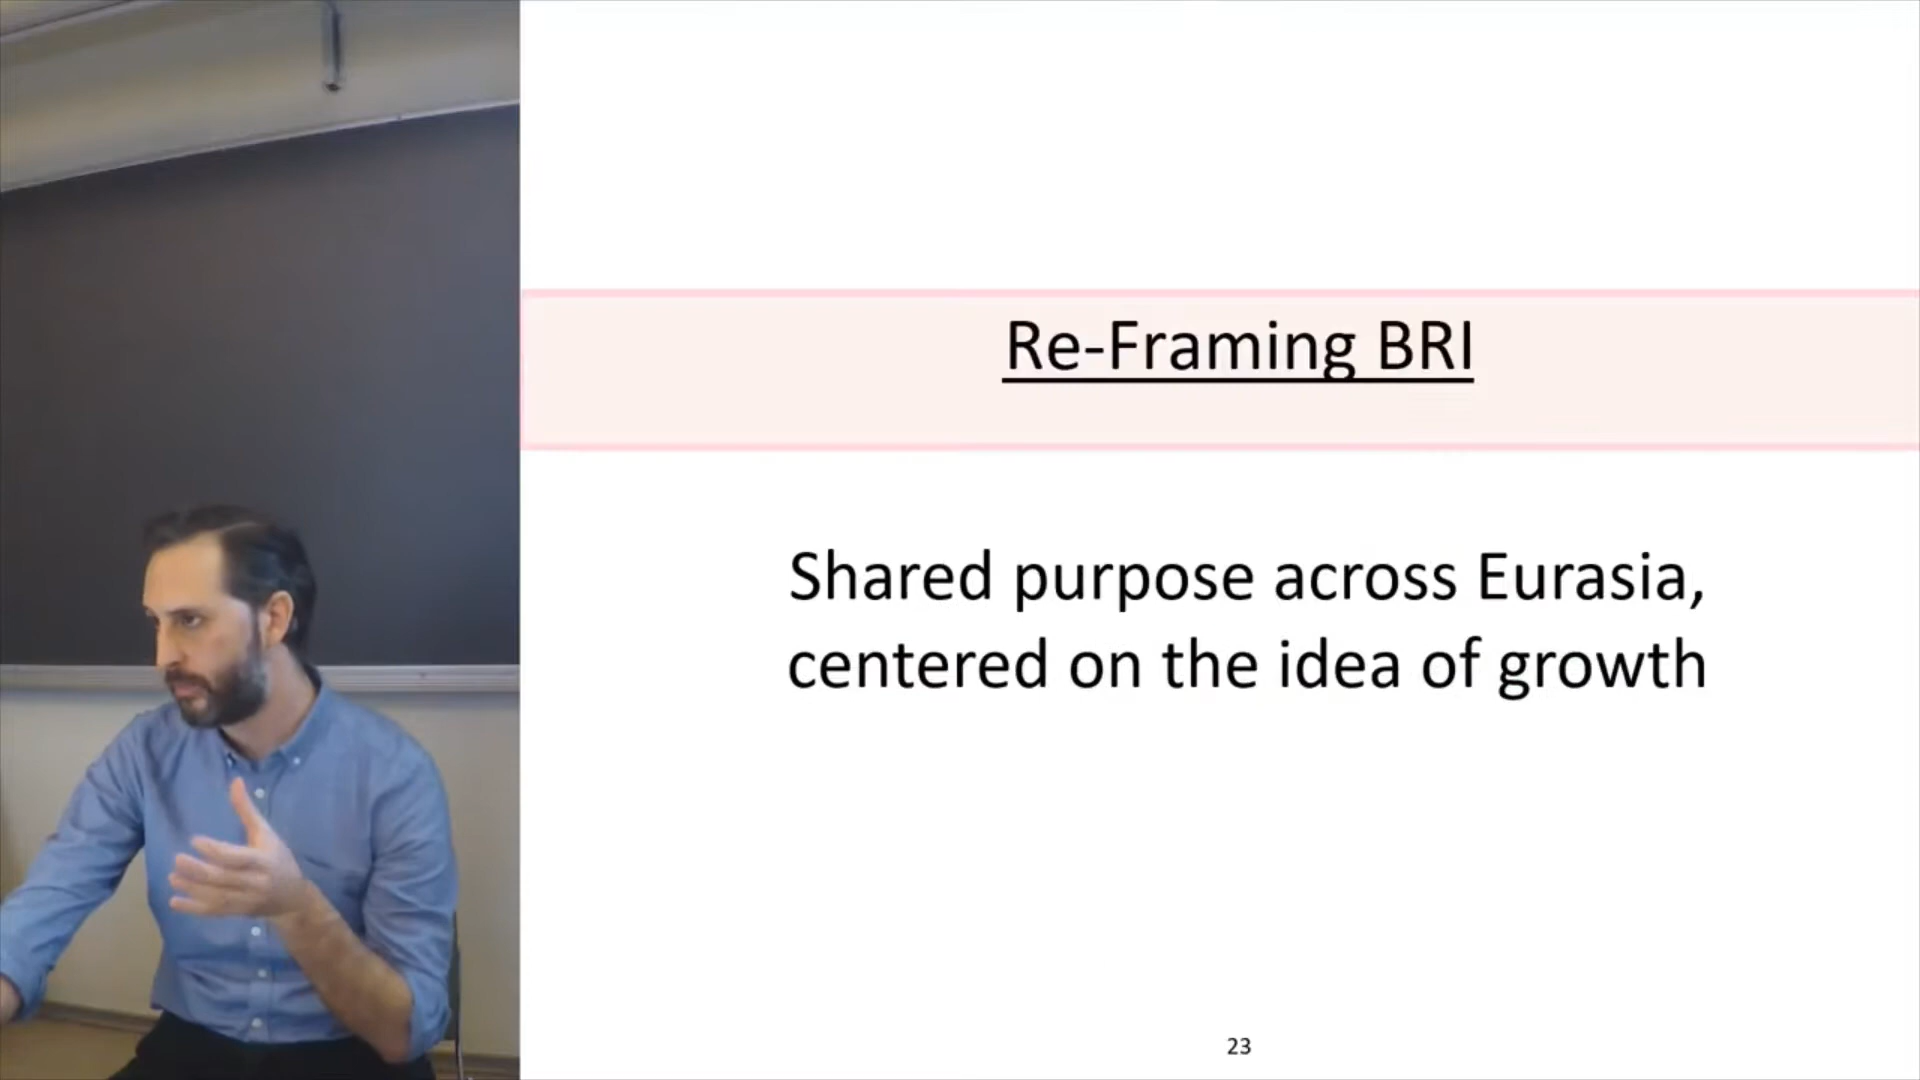 Re-Framing BRI
Shared purpose across Eurasia,
centered on the idea of growth
23